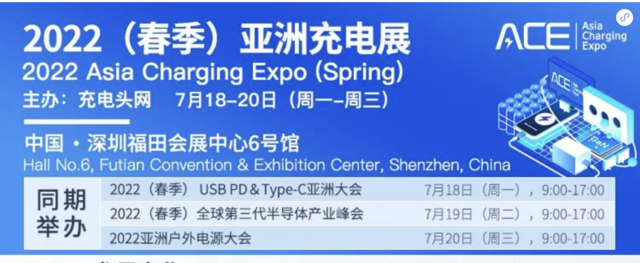 2022（春季）亚洲充电展
ACE Asia Charging Expo
2022 Asia Charging Expo (Spring)
主办：充电头网 7月18-20日（周一-周三）
中国·深圳福田会展中心6号馆
Hall No.6, Futian Convention & Exhibition Center, Shenzhen, China
ACE
同期举办
2022（春季） USB PD＆Type-C亚洲大会 7月18日（周一），9:00-17:00
2022（春季）全球第三代半导体产业峰会 7月19日（周二），9:00-17:00
2022亚洲户外电源大会 7月20日（周三），9:00-17:00